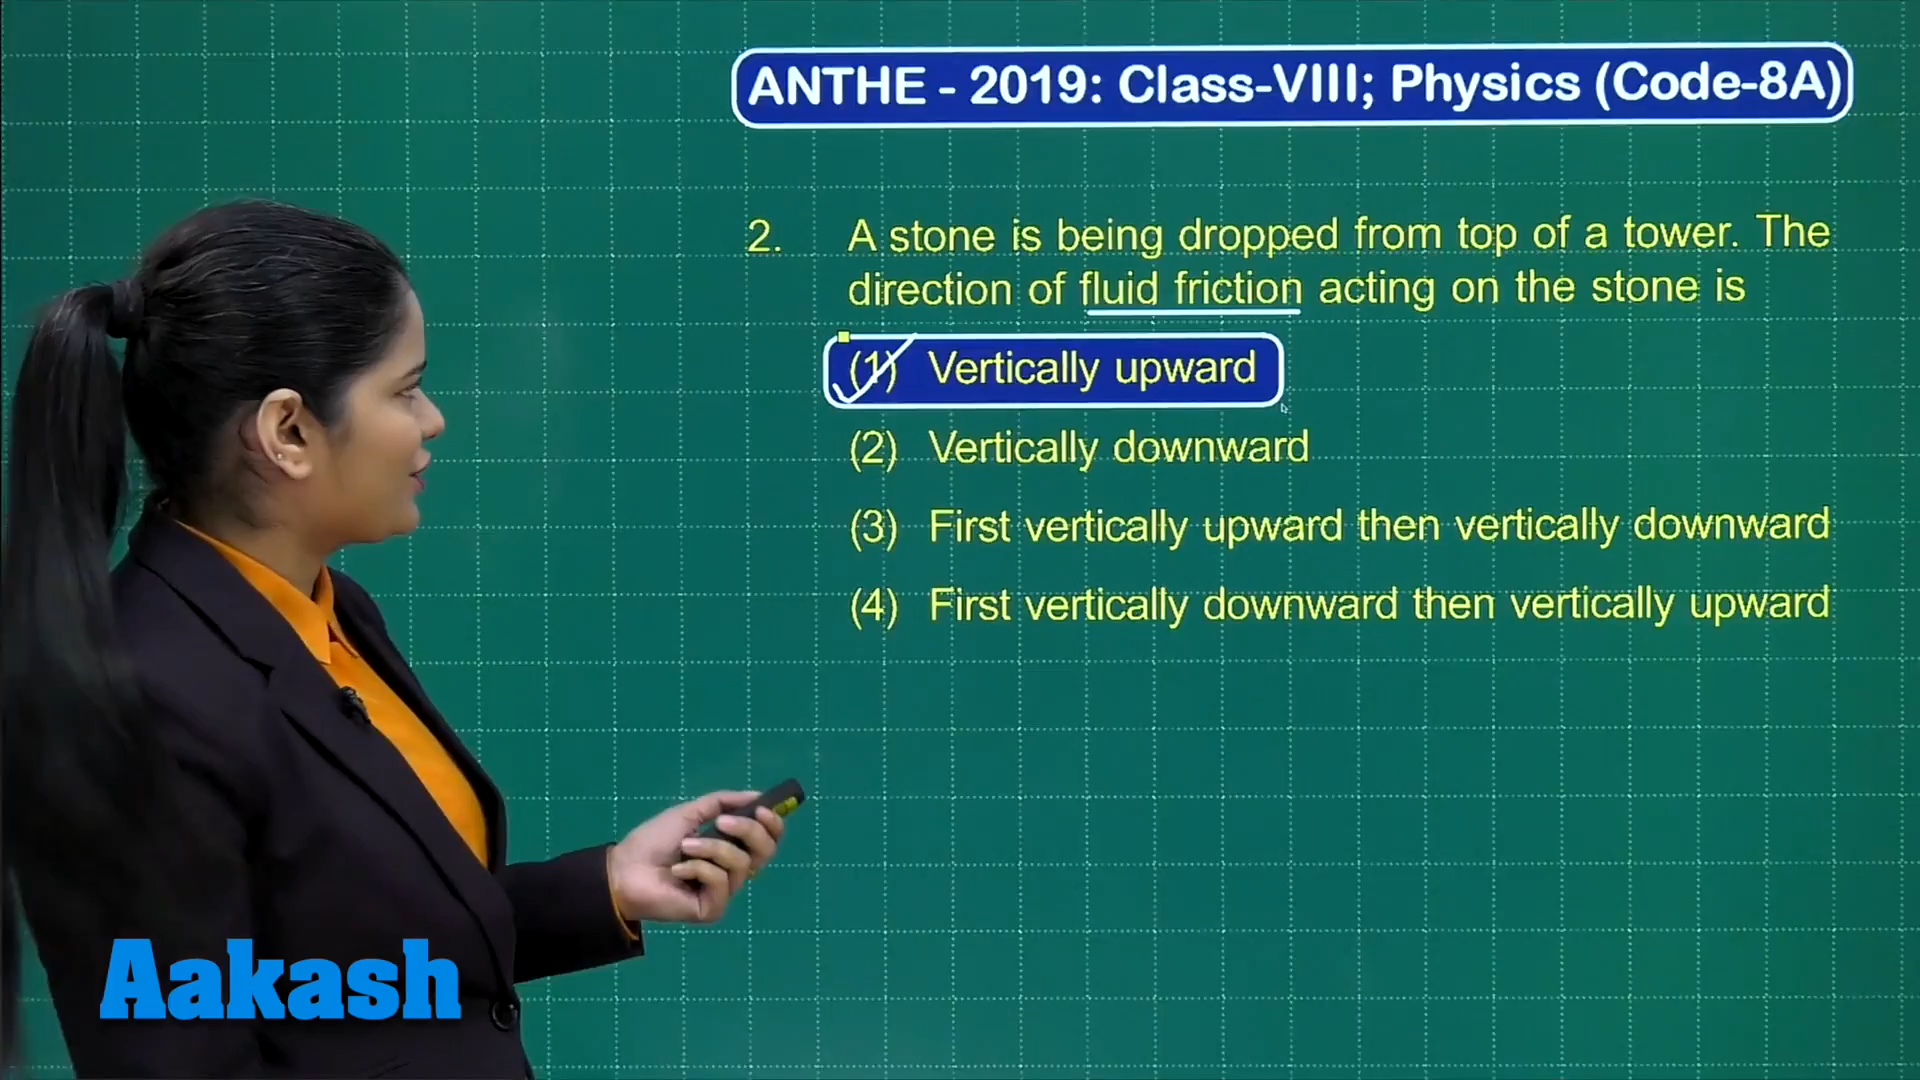 ANTHE - 2019: Class-VIII; Physics (Code-8A)
2. A stone is being dropped from top of a tower. The
direction of fluid friction acting on the stone is
(1) Vertically upward
(2) Vertically downward
(3) First vertically upward then vertically downward
(4) First vertically downward then vertically upward
Aakash